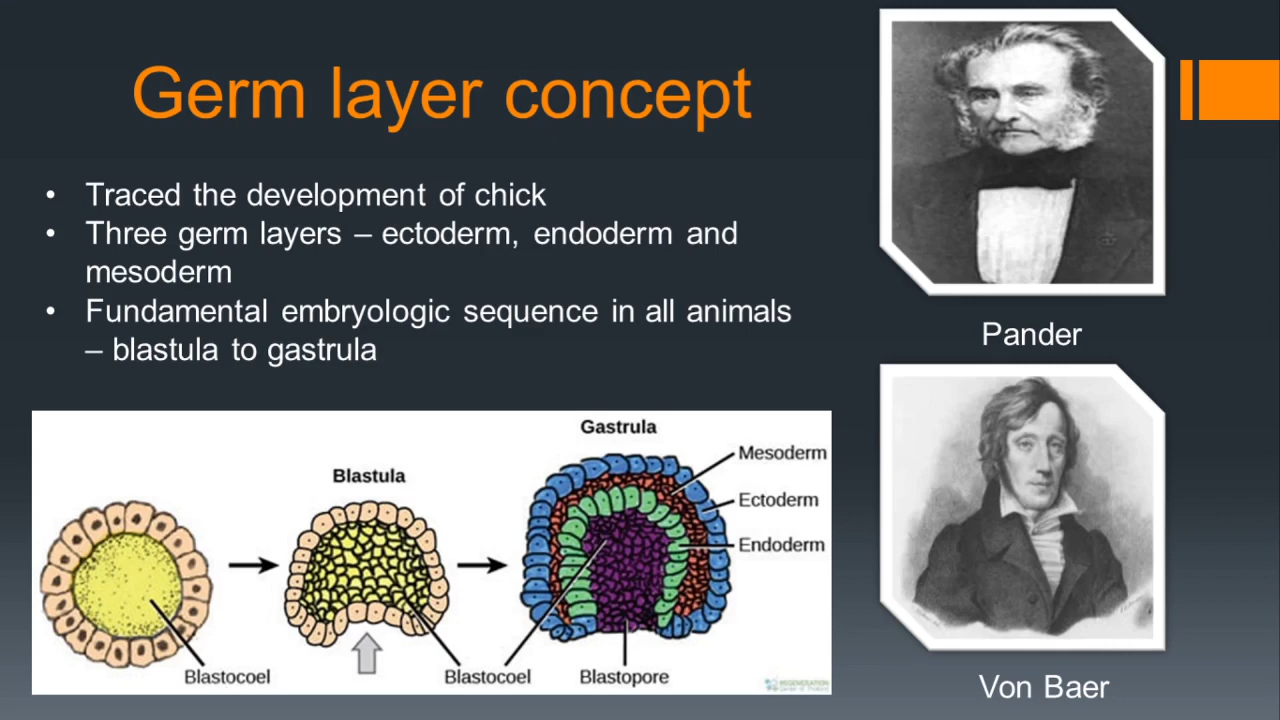 Germ layer concept
• Traced the development of chick
• Three germ layers – ectoderm, endoderm and
mesoderm
• Fundamental embryologic sequence in all animals
– blastula to gastrula
Pander
Gastrula
Blastula
Mesoderm
Ectoderm
Endoderm
Blastocoel
Blastocoel
Blastopore
Von Baer